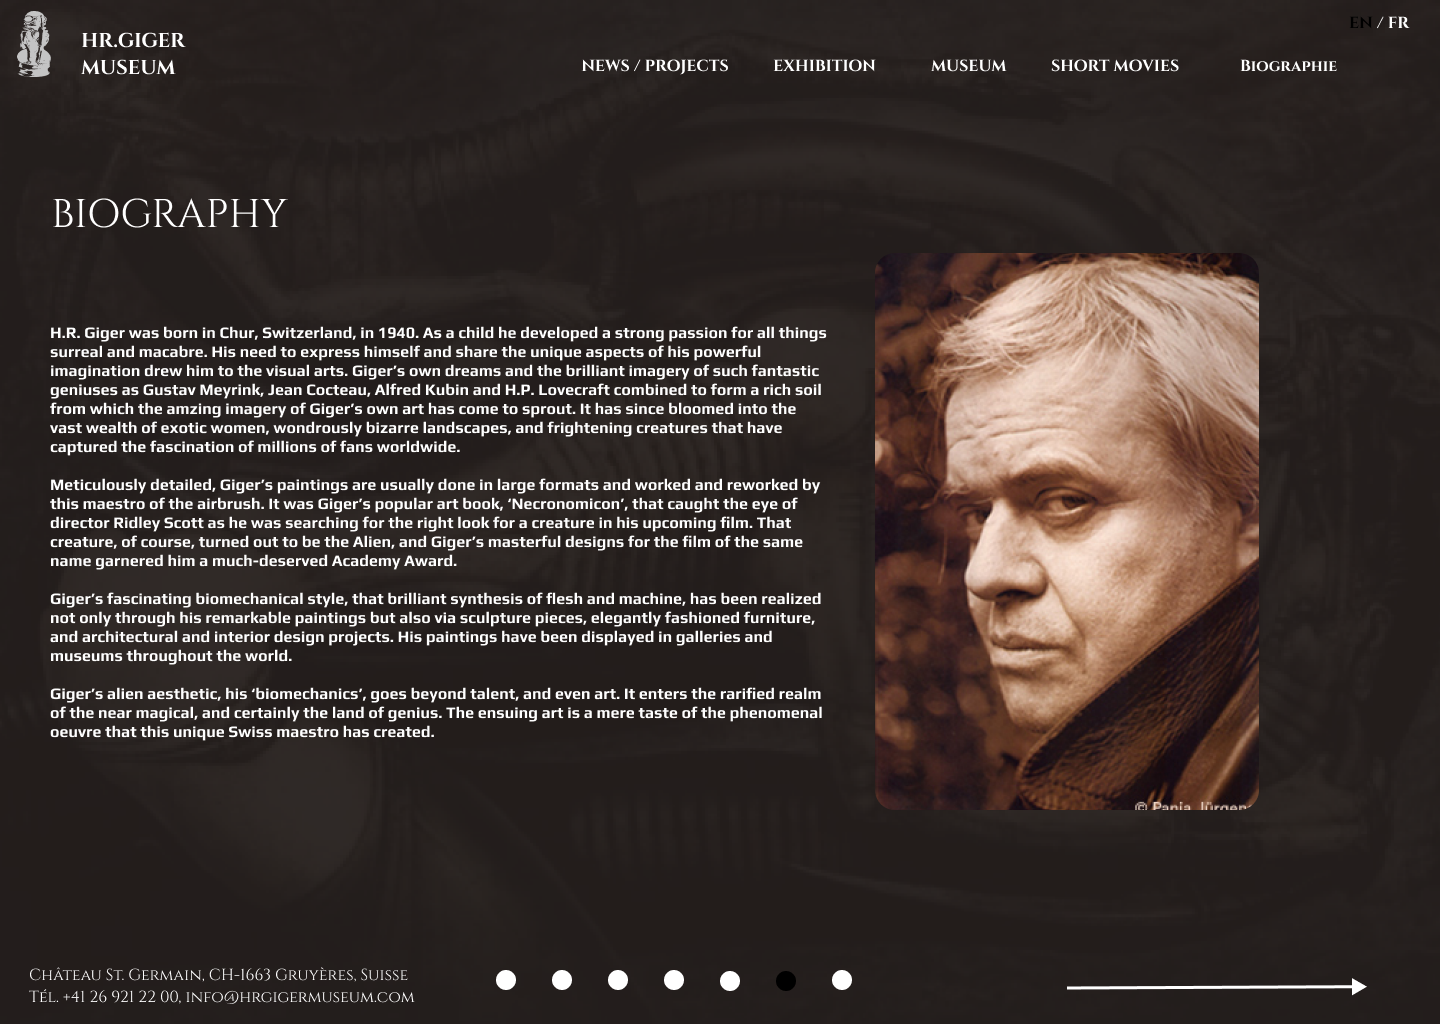 EN / FR
HR.GIGER
MUSEUM
NEWS / PROJECTS EXHIBITION MUSEUM SHORT MOVIES Biographie
BIOGRAPHY
H.R. Giger was born in Chur, Switzerland, in 1940. As a child he developed a strong passion for all things
surreal and macabre. His need to express himself and share the unique aspects of his powerful
imagination drew him to the visual arts. Giger’s own dreams and the brilliant imagery of such fantastic
geniuses as Gustav Meyrink, Jean Cocteau, Alfred Kubin and H.P. Lovecraft combined to form a rich soil
from which the amzing imagery of Giger’s own art has come to sprout. It has since bloomed into the
vast wealth of exotic women, wondrously bizarre landscapes, and frightening creatures that have
captured the fascination of millions of fans worldwide.
Meticulously detailed, Giger’s paintings are usually done in large formats and worked and reworked by
this maestro of the airbrush. It was Giger’s popular art book, ‘Necronomicon’, that caught the eye of
director Ridley Scott as he was searching for the right look for a creature in his upcoming film. That
creature, of course, turned out to be the Alien, and Giger’s masterful designs for the film of the same
name garnered him a much-deserved Academy Award.
Giger’s fascinating biomechanical style, that brilliant synthesis of flesh and machine, has been realized
not only through his remarkable paintings but also via sculpture pieces, elegantly fashioned furniture,
and architectural and interior design projects. His paintings have been displayed in galleries and
museums throughout the world.
Giger’s alien aesthetic, his ‘biomechanics’, goes beyond talent, and even art. It enters the rarified realm
of the near magical, and certainly the land of genius. The ensuing art is a mere taste of the phenomenal
oeuvre that this unique Swiss maestro has created.
© Panja Jürgens
Château St. Germain, CH-1663 Gruyères, Suisse
Tél. +41 26 921 22 00, info@hrgigermuseum.com